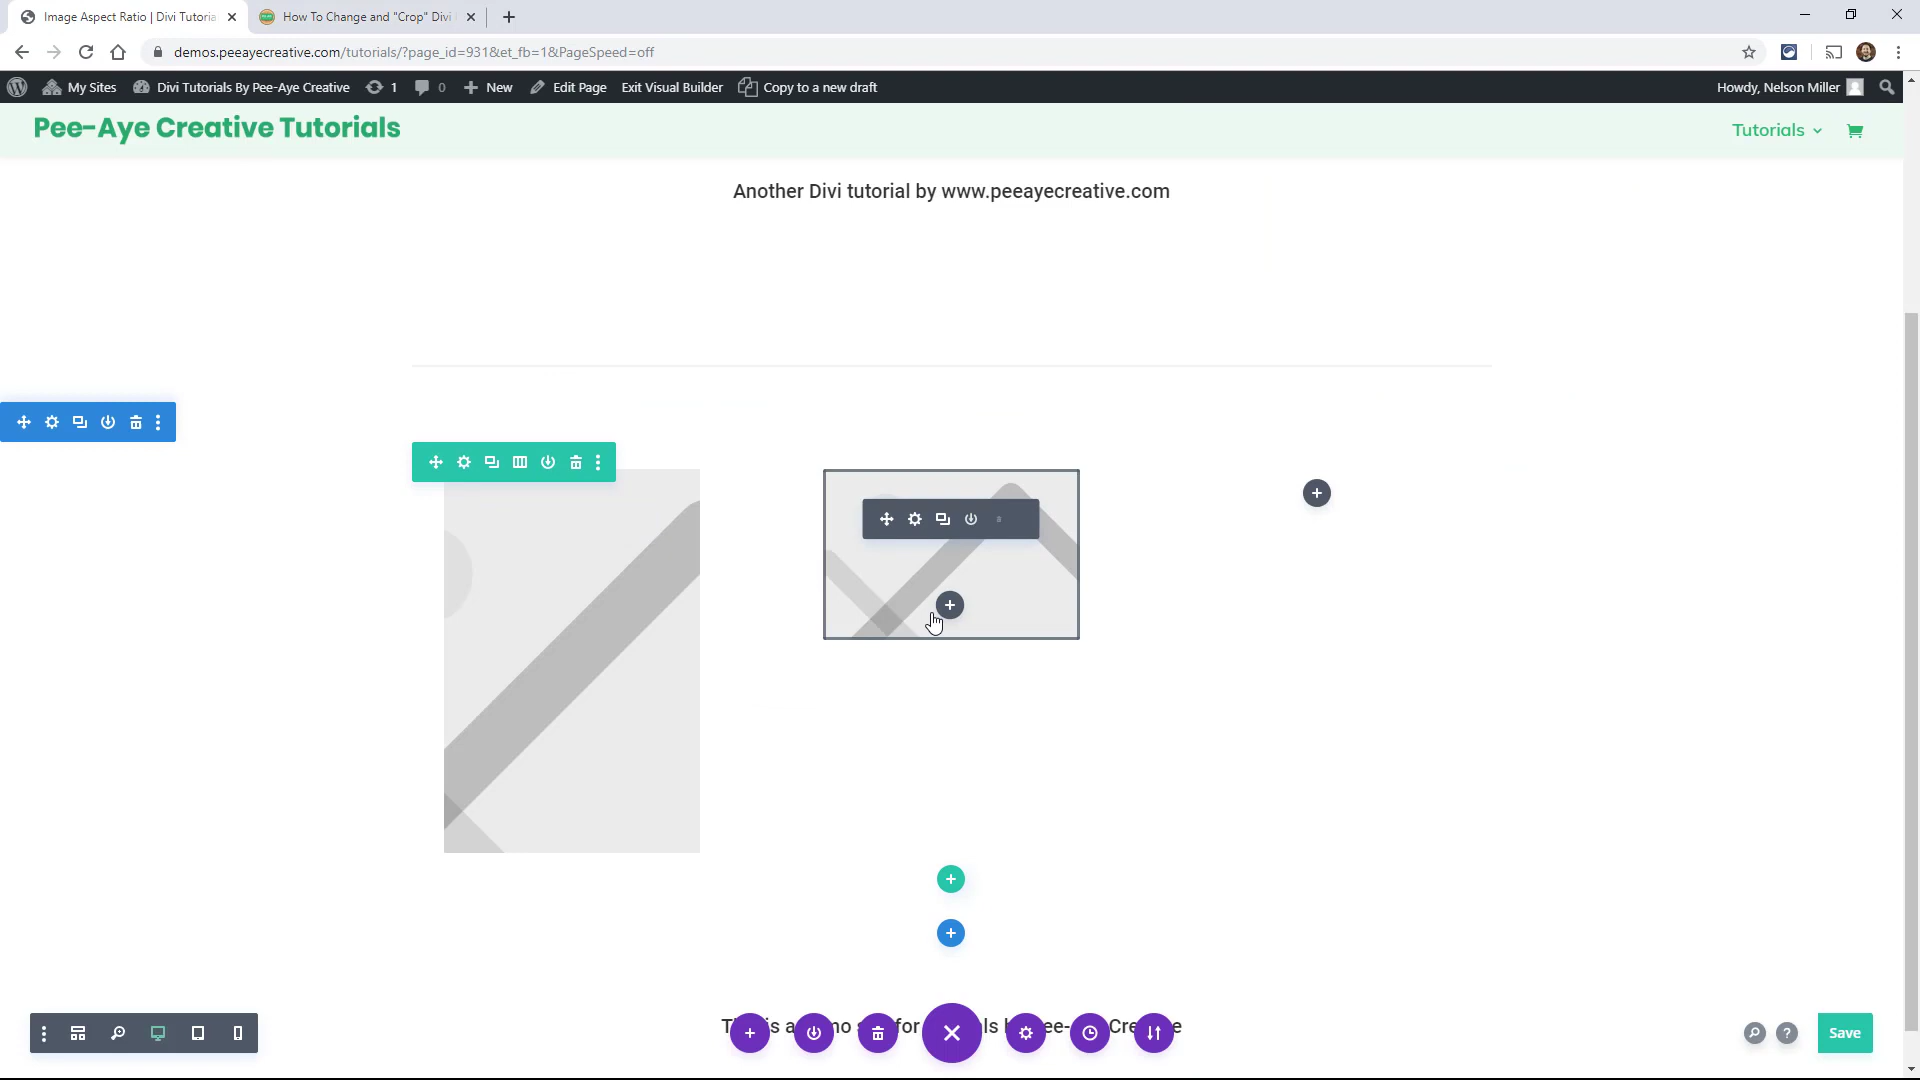 Image Aspect Ratio | Divi Tutoria
How To Change and "Crop" Divi
demos.peeayecreative.com/tutorials/?page_id=931&et_fb=1&PageSpeed=off
My Sites
Divi Tutorials By Pee-Aye Creative
1
0
New
Edit Page
Exit Visual Builder
Copy to a new draft
Howdy, Nelson Miller
Pee-Aye Creative Tutorials
Tutorials
Another Divi tutorial by www.peeayecreative.com
Save